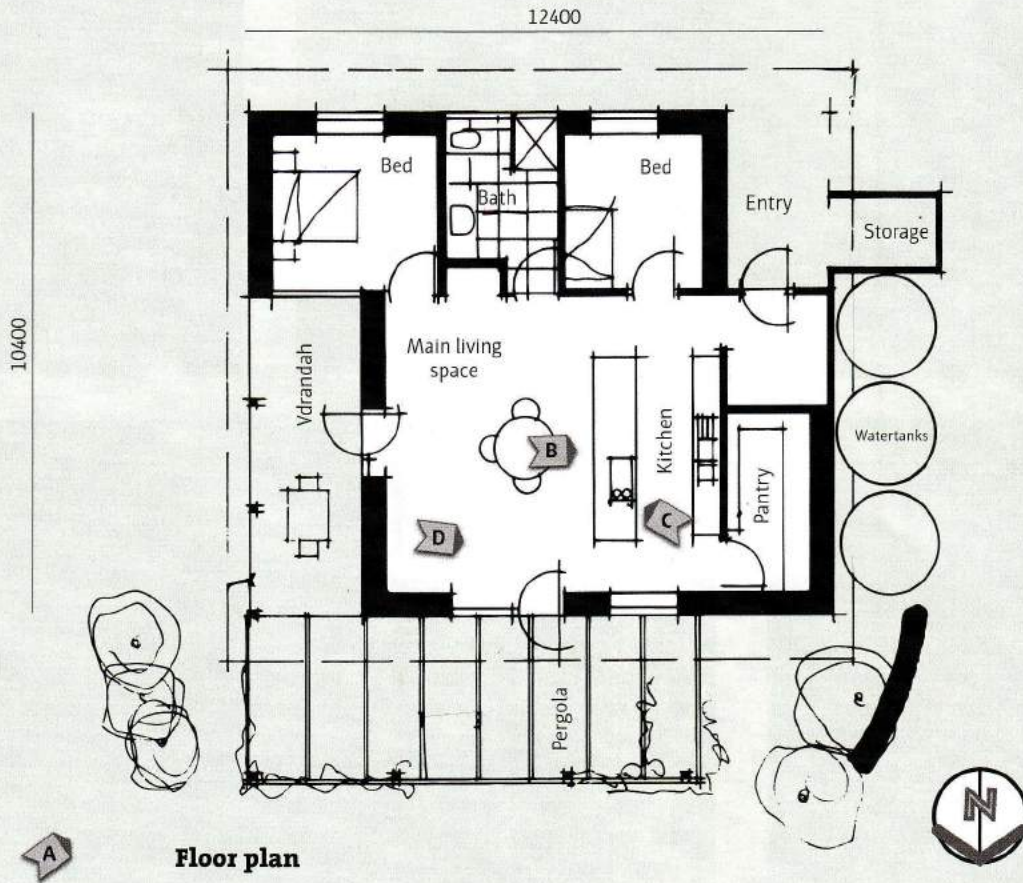 12400
10400
Bed
Bath
Bed
Entry
Storage
Main living
space
Vdrandah
B
Kitchen
Watertanks
Pantry
C
D
Pergola
N
A
Floor plan